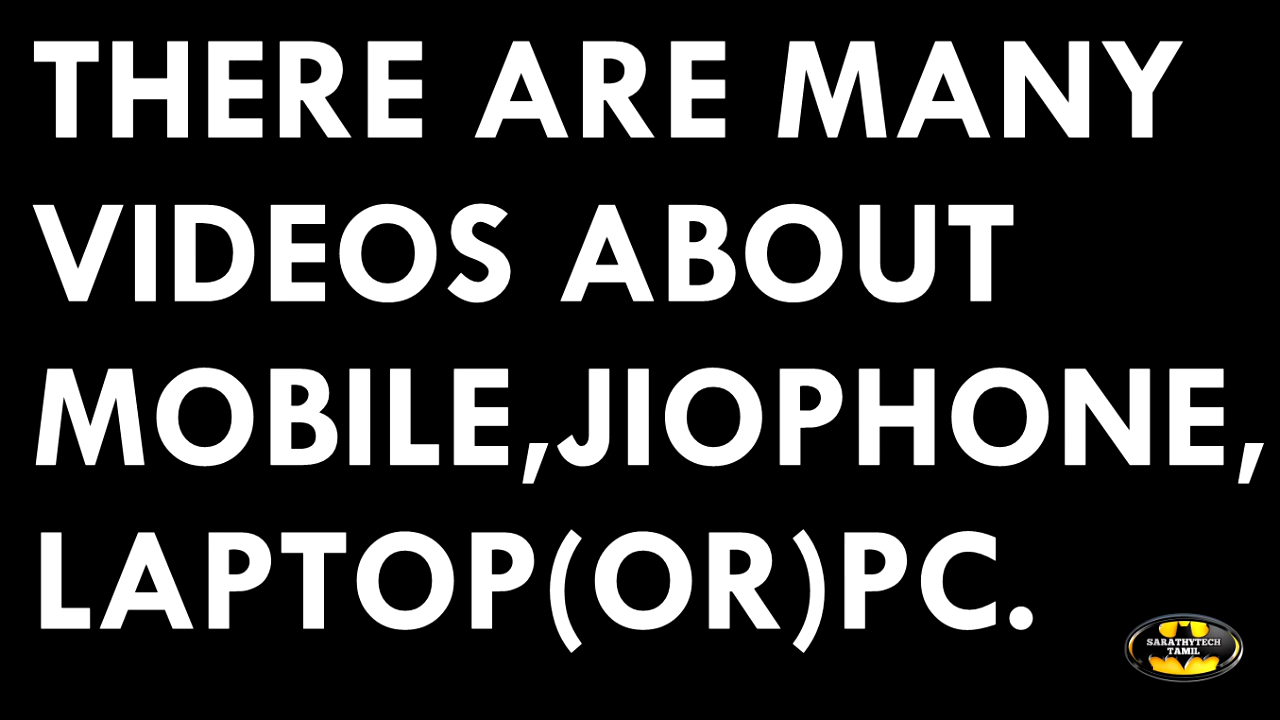 THERE ARE MANY
VIDEOS ABOUT
MOBILE,JIOPHONE,
LAPTOP(OR)PC.
SARATHYTECH
TAMIL